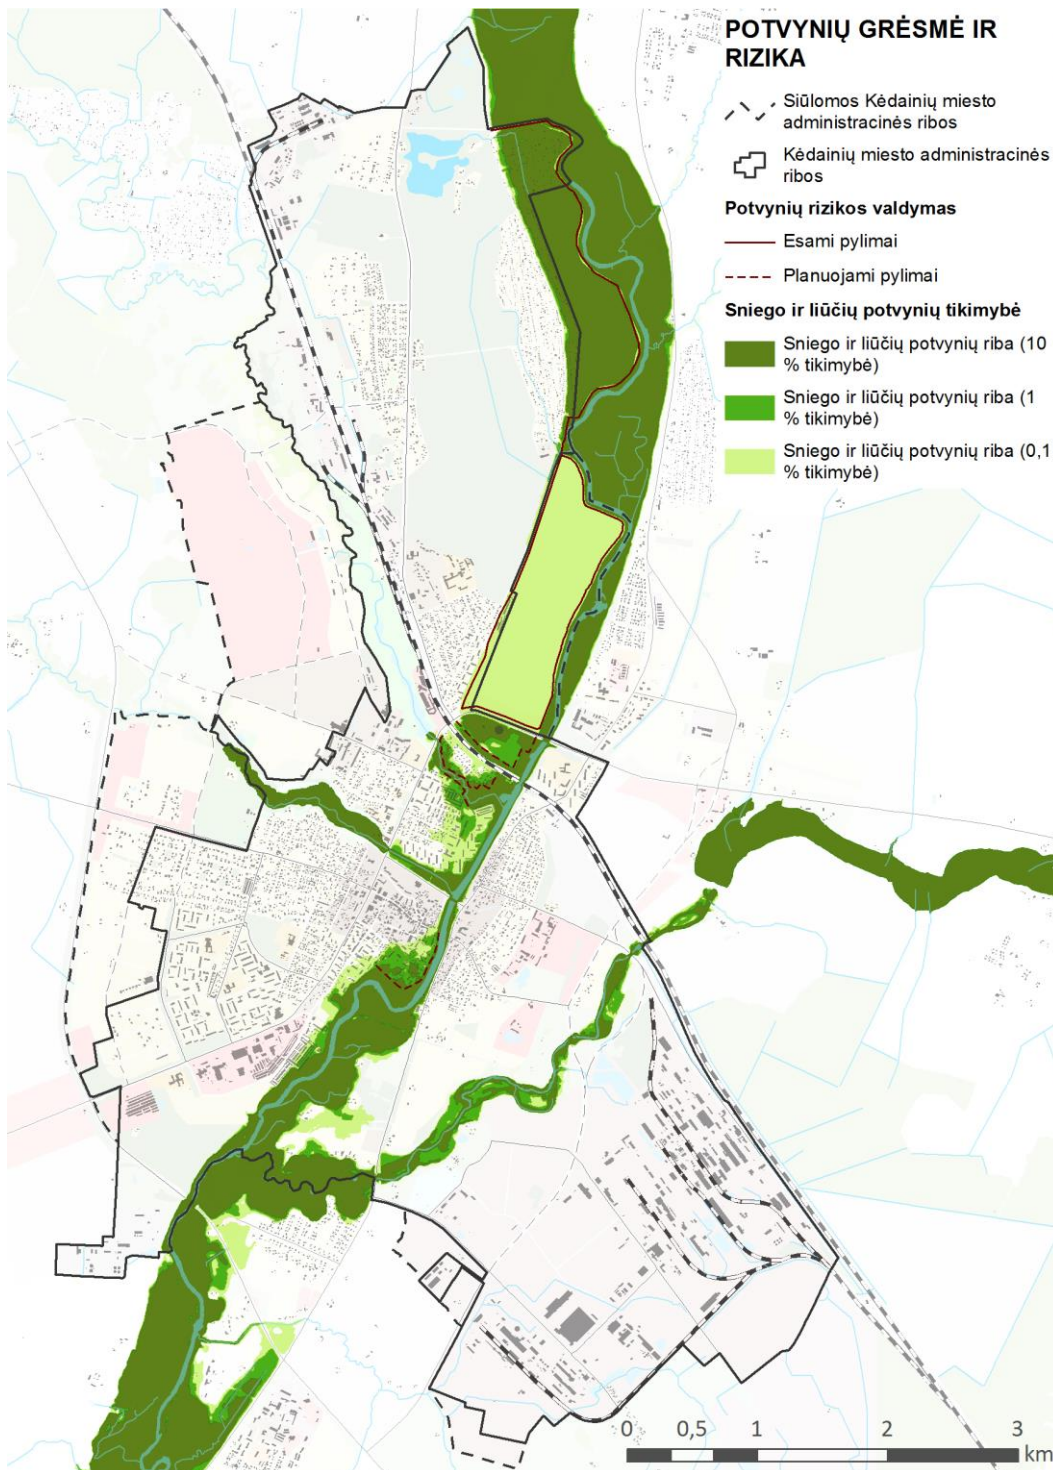 POTVYNIŲ GRĖSMĖ IR
RIZIKA
Siūlomos Kėdainių miesto
administracinės ribos
Kėdainių miesto administracinės
ribos
Potvynių rizikos valdymas
Esami pylimai
Planuojami pylimai
Sniego ir liūčių potvynių tikimybė
Sniego ir liūčių potvynių riba (10
% tikimybė)
Sniego ir liūčių potvynių riba (1
% tikimybė)
Sniego ir liūčių potvynių riba (0,1
% tikimybė)
0 0,5 1 2 3
km